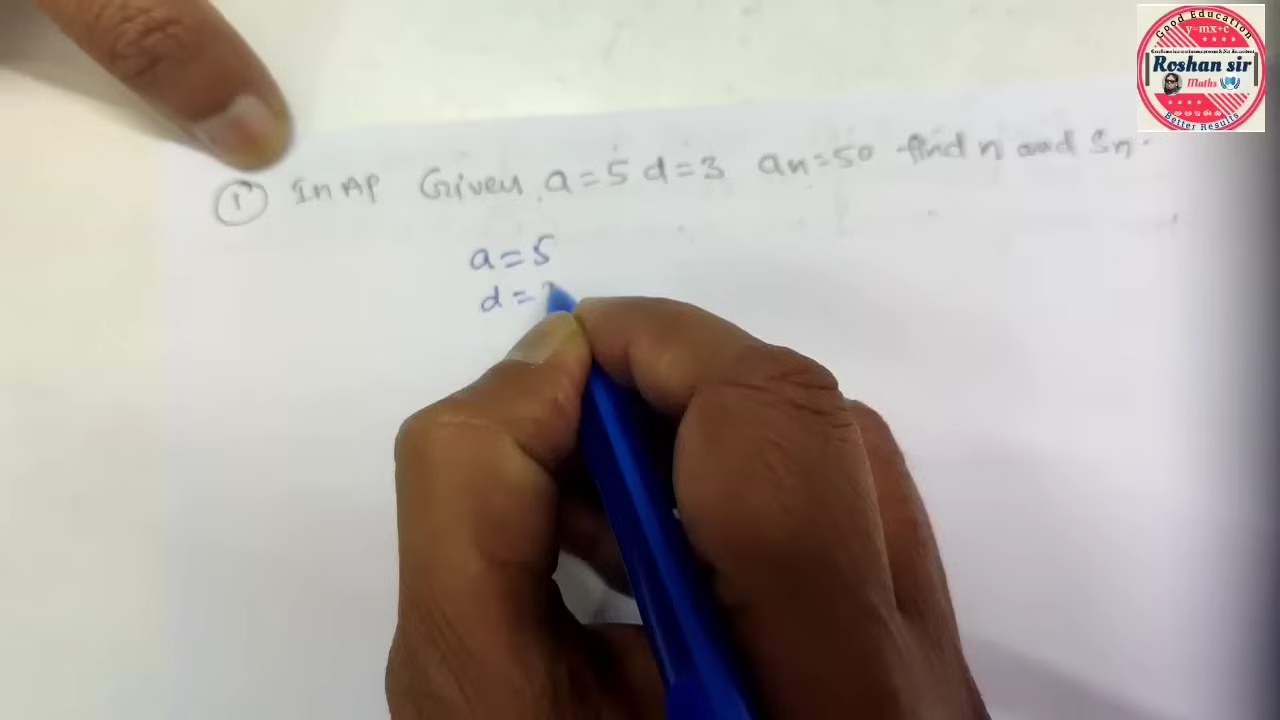 Good Education
y=mx+c
Roshan sir
Maths
Better Results
1 In AP Given, a=5 d=3 an=50 find n and Sn.
a=5
d=